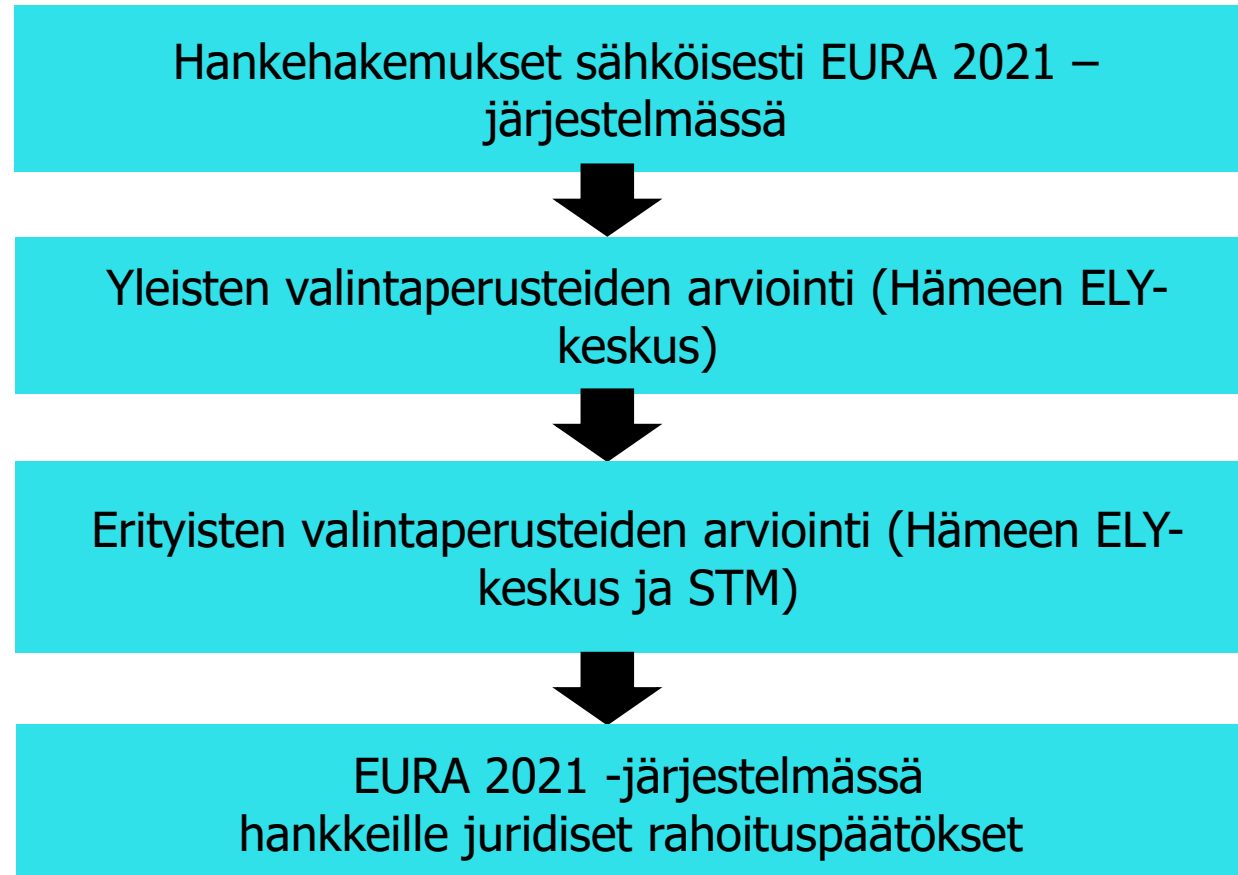 Hankehakemukset sähköisesti EURA 2021 –
järjestelmässä
Yleisten valintaperusteiden arviointi (Hämeen ELY-
keskus)
Erityisten valintaperusteiden arviointi (Hämeen ELY-
keskus ja STM)
EURA 2021 -järjestelmässä
hankkeille juridiset rahoituspäätökset